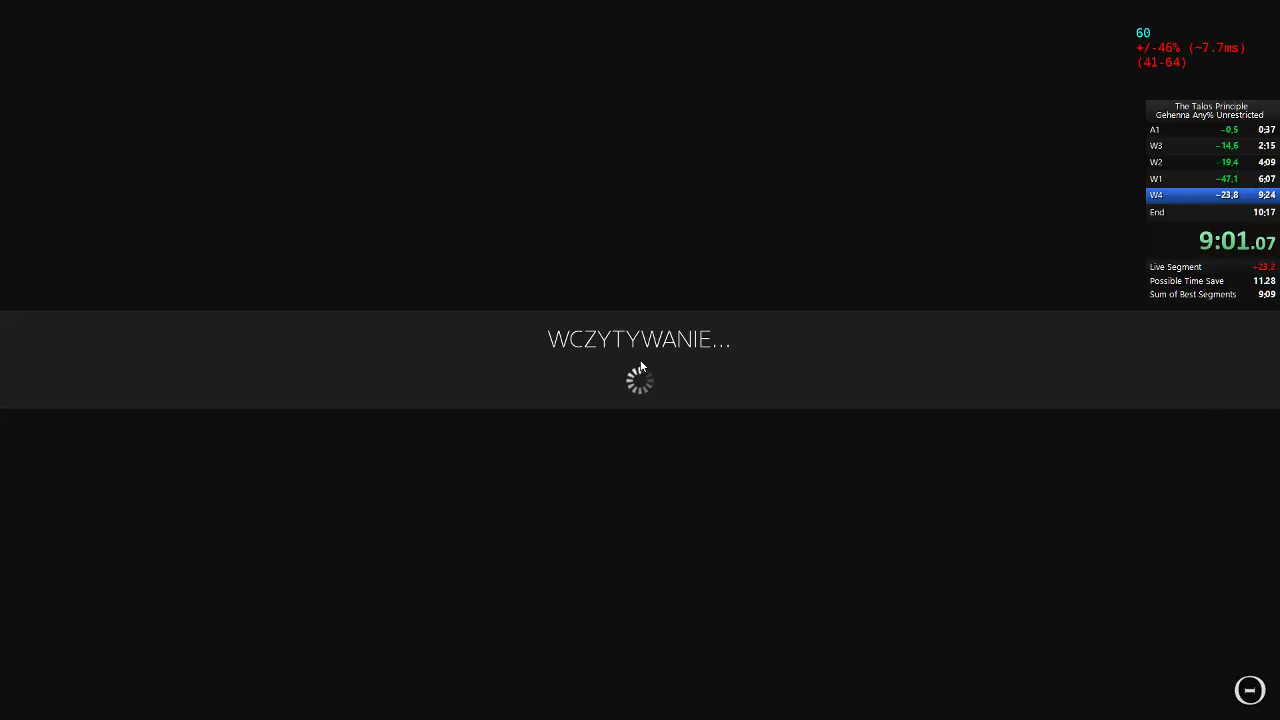 60
+/-46% (~7.7ms)
(41-64)
The Talos Principle
Gehenna Any% Unrestricted
A1 −0,5 0:37
W3 −14,6 2:15
W2 −19,4 4:09
W1 −47,1 6:07
W4 −23,8 9:24
End 10:17
9:01.07
Live Segment +23,2
Possible Time Save 11.28
Sum of Best Segments 9:09
WCZYTYWANIE...